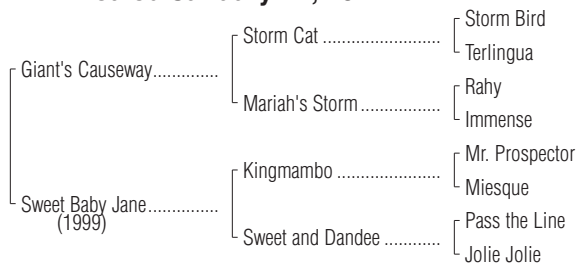 Storm Bird
Storm Cat........................
Terlingua
Giant's Causeway..............
Rahy
Mariah's Storm .................
Immense
Mr. Prospector
Kingmambo .....................
Miesque
Sweet Baby Jane...............
(1999)
Pass the Line
Sweet and Dandee ............
Jolie Jolie